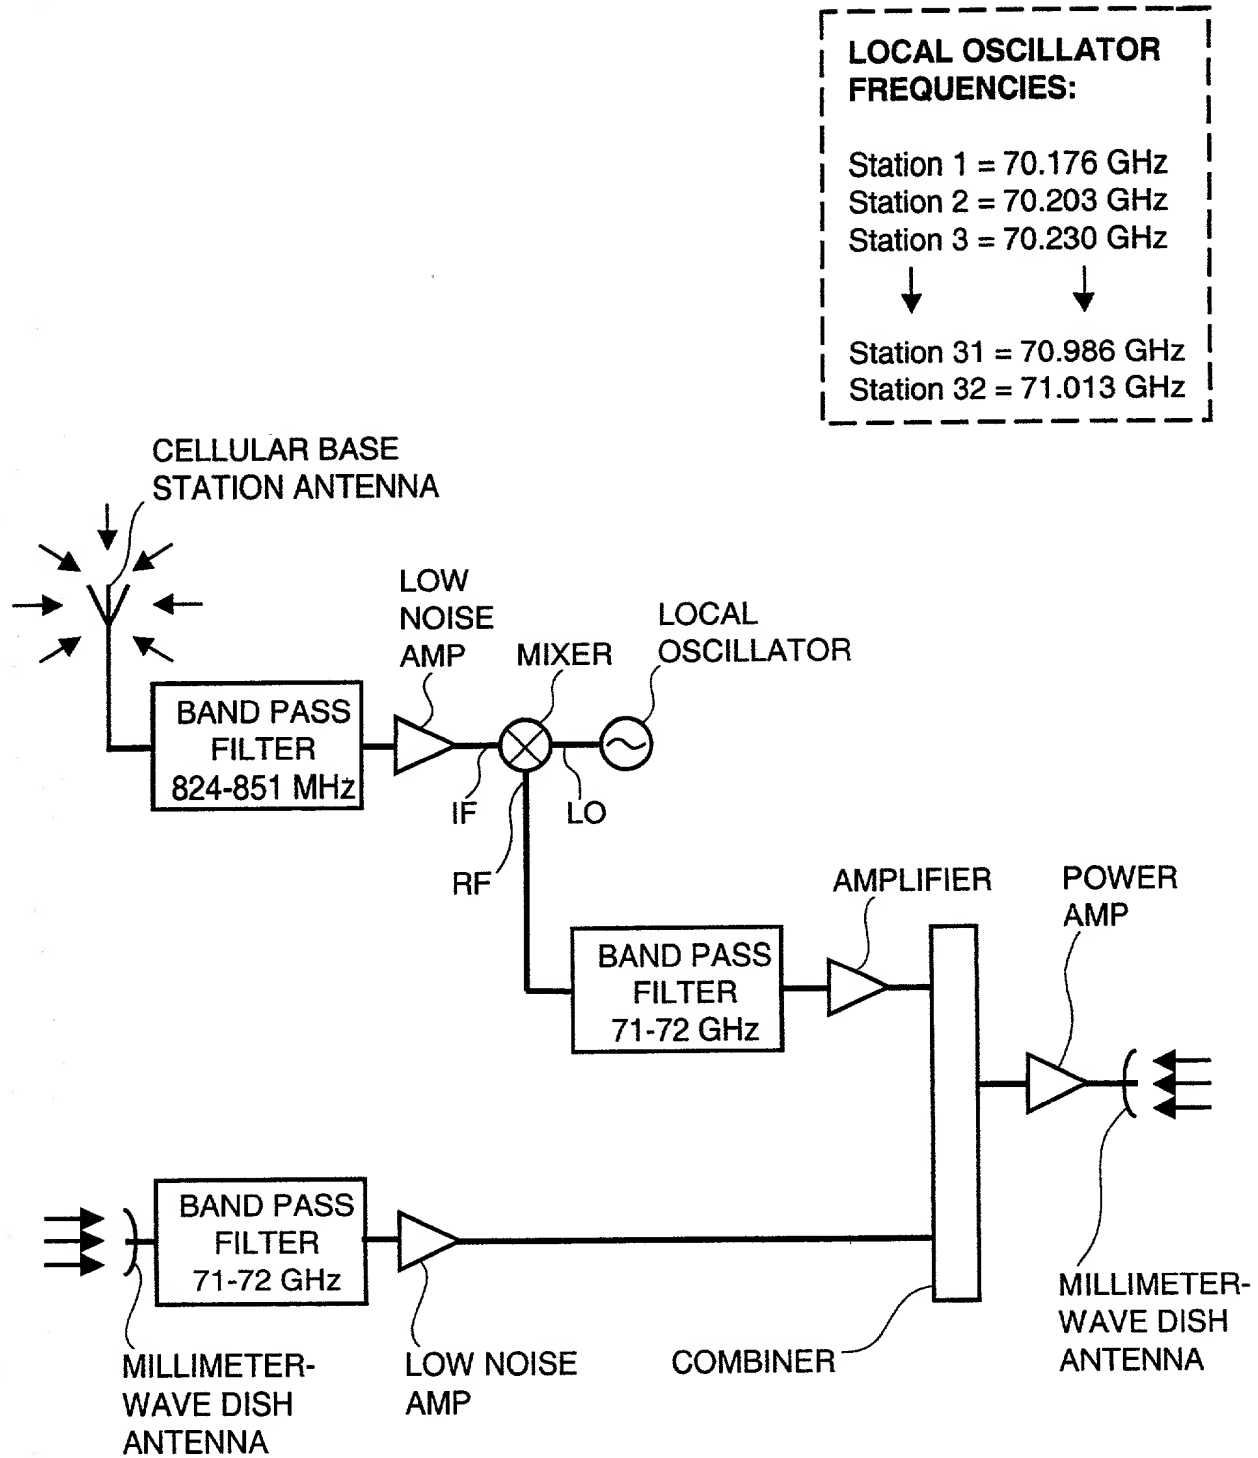 LOCAL OSCILLATOR
FREQUENCIES:
Station 1 = 70.176 GHz
Station 2 = 70.203 GHz
Station 3 = 70.230 GHz
Station 31 = 70.986 GHz
Station 32 = 71.013 GHz
CELLULAR BASE
STATION ANTENNA
LOW
NOISE
AMP
MIXER
LOCAL
OSCILLATOR
BAND PASS
FILTER
824-851 MHz
IF
LO
RF
AMPLIFIER
POWER
AMP
BAND PASS
FILTER
71-72 GHz
BAND PASS
FILTER
71-72 GHz
MILLIMETER-
WAVE DISH
ANTENNA
LOW NOISE
AMP
COMBINER
MILLIMETER-
WAVE DISH
ANTENNA